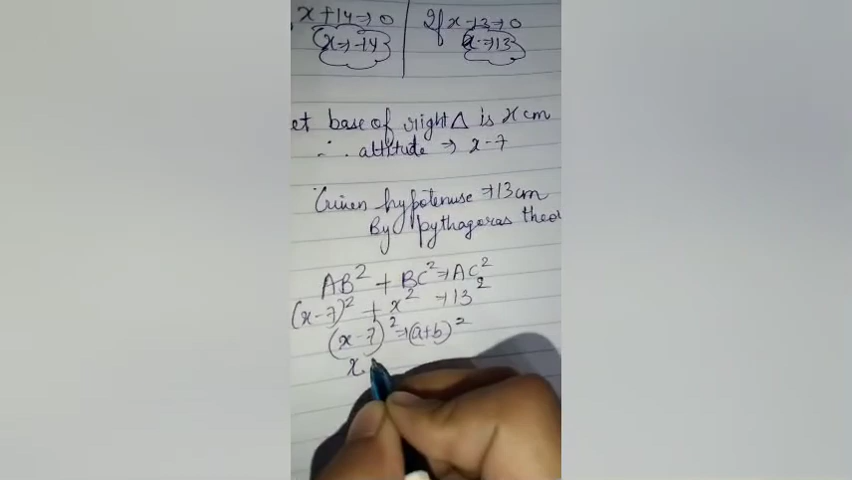 x + 14 ⇒ 0
x ⇒ -14
If x - 13 ⇒ 0
x ⇒ 13
et base of right △ is x cm
∴ altitude ⇒ x - 7
Given hypotenuse ⇒ 13 cm
By pythagoras theor
AB² + BC² ⇒ AC²
(x-7)² + x² ⇒ 13²
(x-7)² ⇒ (a+b)²
x